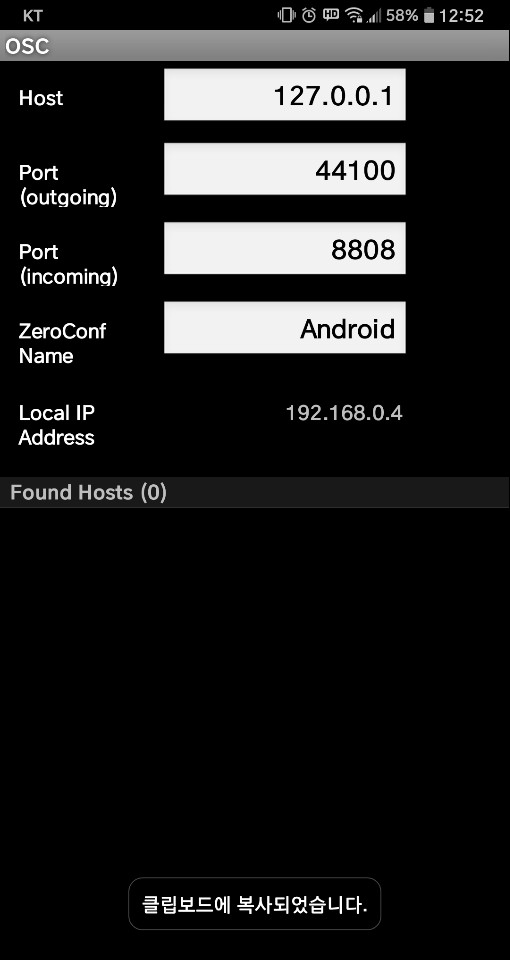 KT 58% 12:52
OSC
Host 127.0.0.1
Port
(outgoing) 44100
Port
(incoming) 8808
ZeroConf
Name Android
Local IP
Address 192.168.0.4
Found Hosts (0)
클립보드에 복사되었습니다.